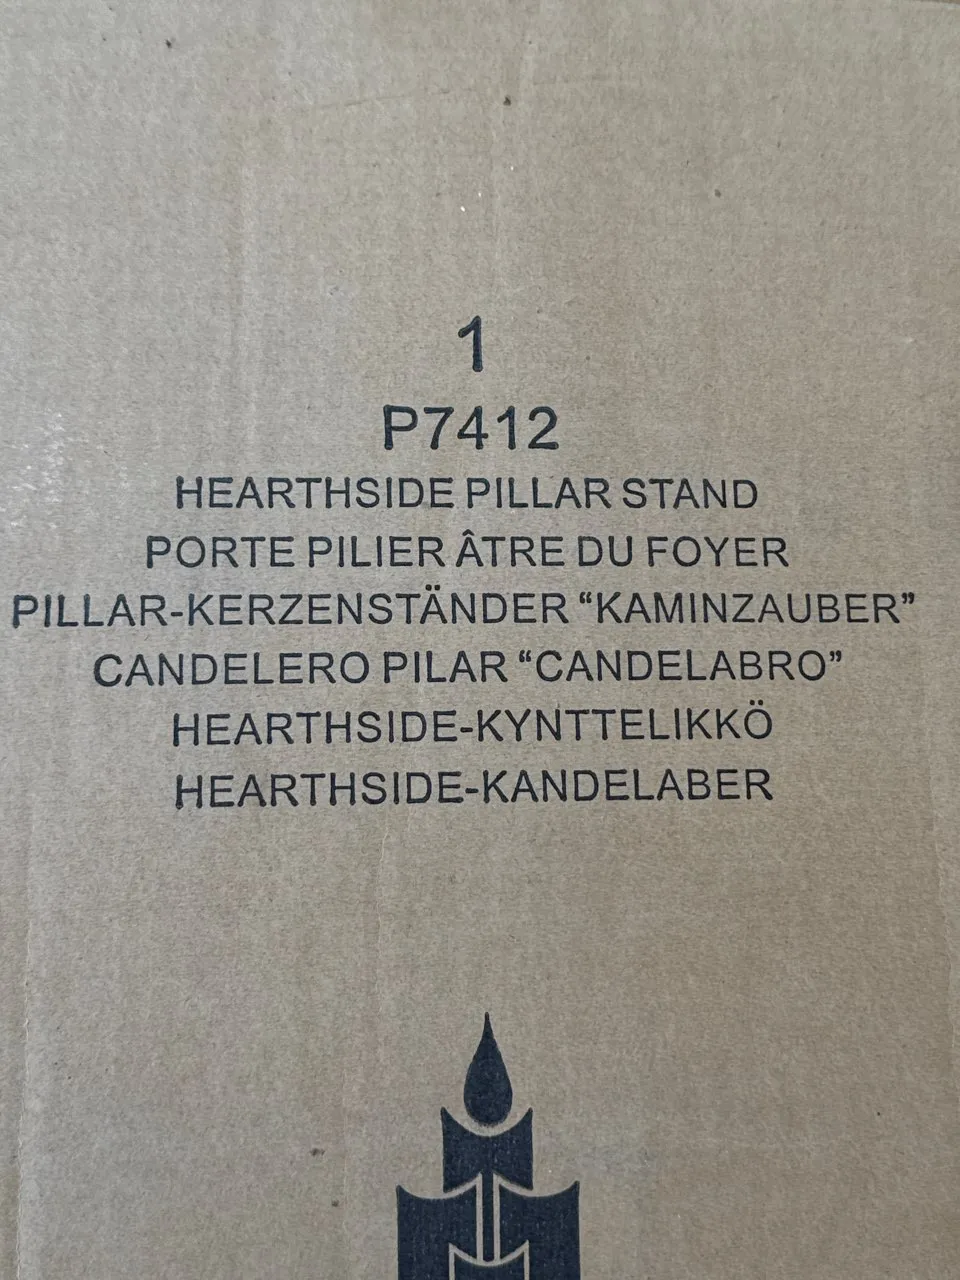 1
P7412
HEARTHSIDE PILLAR STAND
PORTE PILIER ÂTRE DU FOYER
PILLAR-KERZENSTÄNDER “KAMINZAUBER”
CANDELERO PILAR “CANDELABRO”
HEARTHSIDE-KYNTTELIKKÖ
HEARTHSIDE-KANDELABER